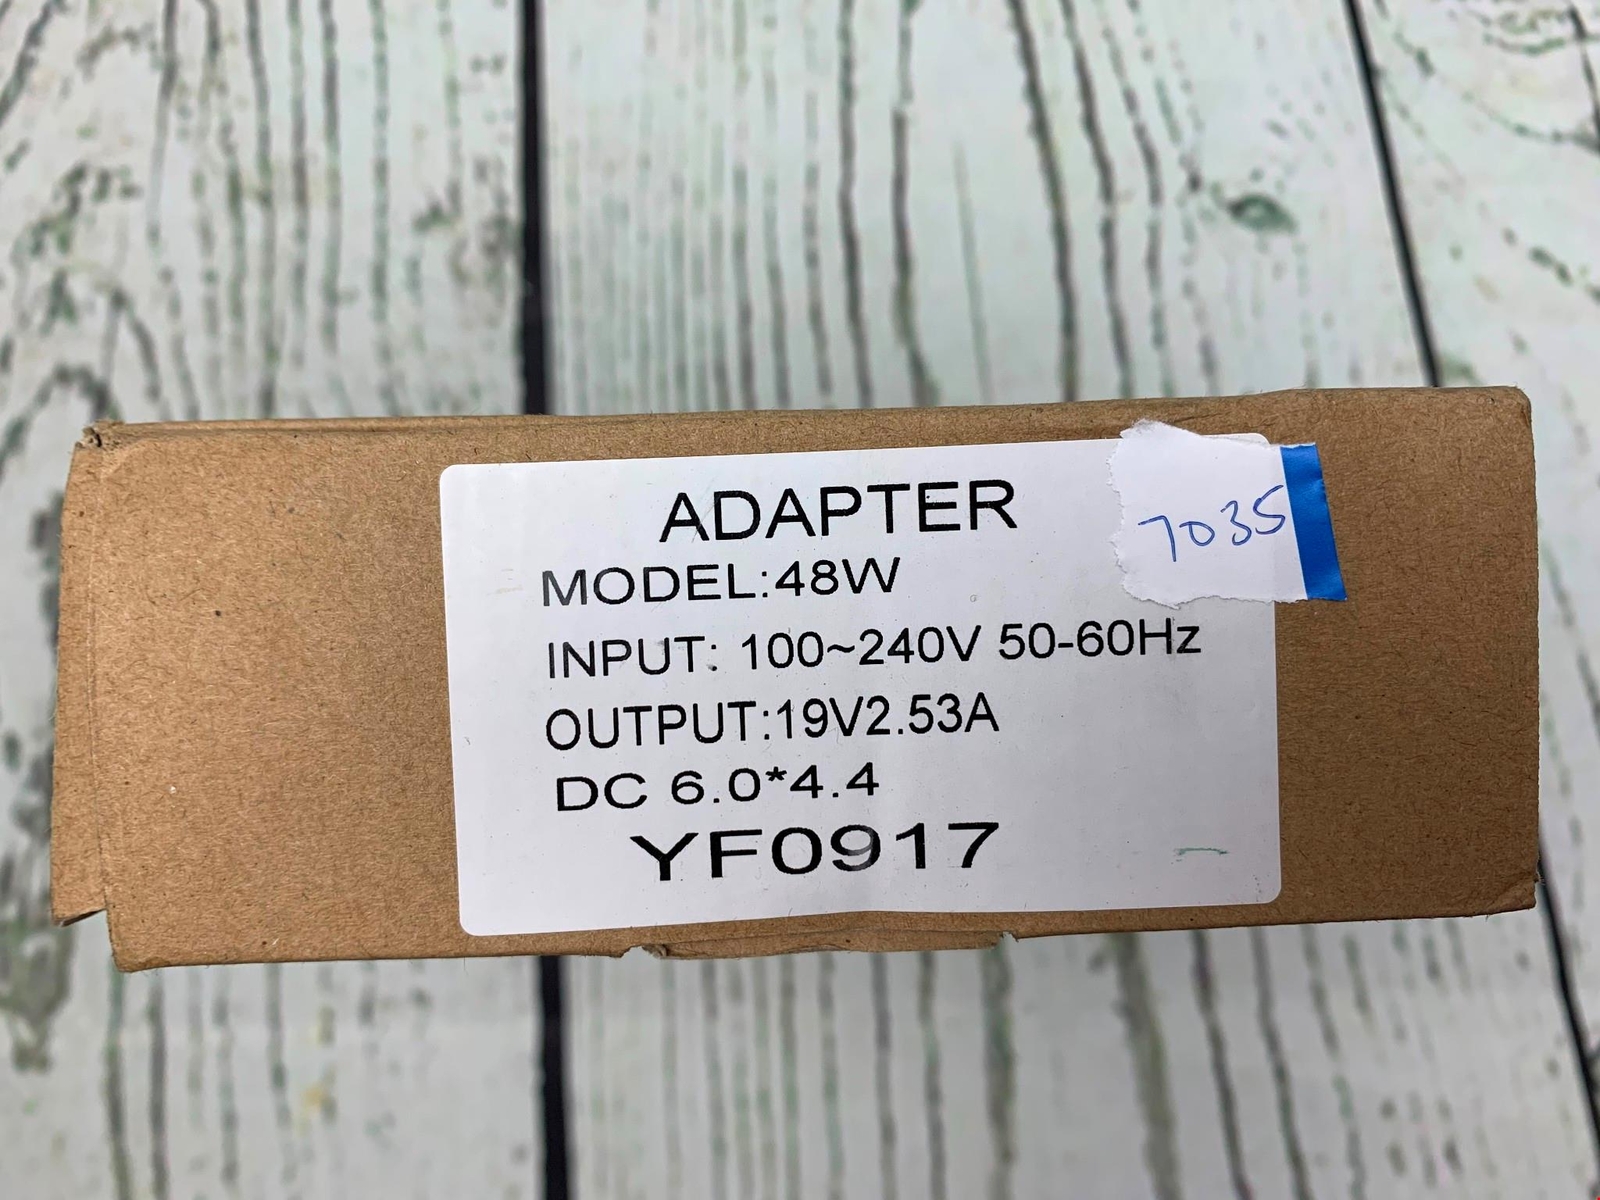 ADAPTER
7035
MODEL:48W
INPUT: 100~240V 50-60Hz
OUTPUT:19V2.53A
DC 6.0*4.4
YF0917